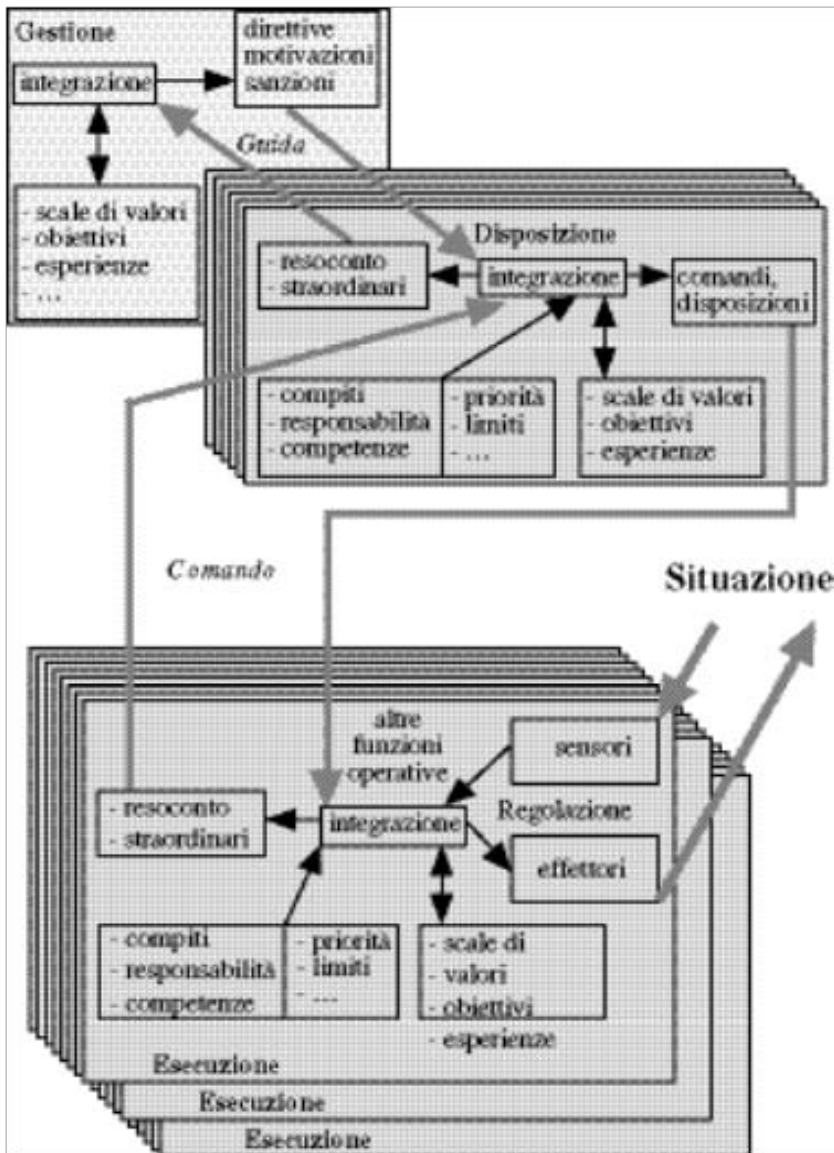 Gestione
direttive
motivazioni
sanzioni
integrazione
Guida
- scale di valori
- obiettivi
- esperienze
- ...
Disposizione
- resoconto
- straordinari
integrazione
comandi,
disposizioni
- compiti
- responsabilità
- competenze
- priorità
- limiti
- ...
- scale di valori
- obiettivi
- esperienze
Comando
Situazione
altre
funzioni
operative
sensori
- resoconto
- straordinari
integrazione
Regolazione
effettori
- compiti
- responsabilità
- competenze
- priorità
- limiti
- ...
- scale di
- valori
- obiettivi
- esperienze
Esecuzione
Esecuzione
Esecuzione